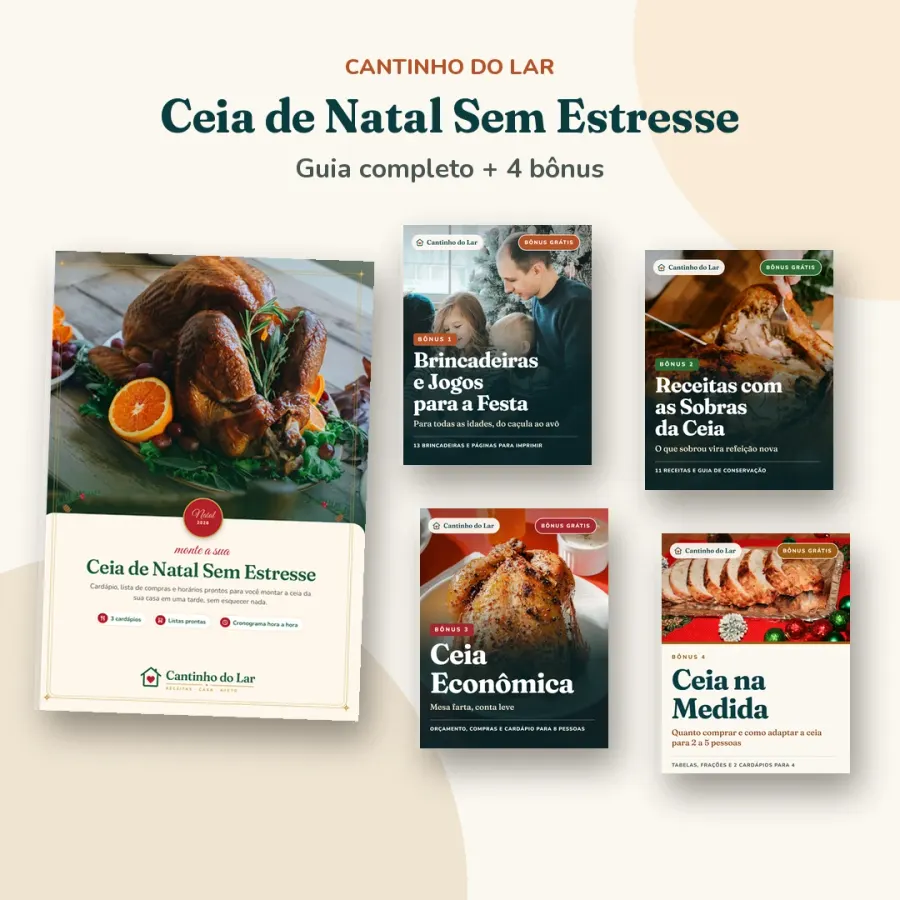 CANTINHO DO LAR
Ceia de Natal Sem Estresse
Guia completo + 4 bônus
Natal
monte a sua
Ceia de Natal Sem Estresse
Cardápio, lista de compras e horários prontos para você montar a ceia da
sua casa em uma tarde, sem esquecer nada.
3 cardápios
Listas prontas
Cronograma hora a hora
Cantinho do Lar
RECEITAS CASA AFETO
Cantinho do Lar
BÔNUS GRÁTIS
BÔNUS 1
Brincadeiras
e Jogos
para a Festa
Para todas as idades, do caçula ao avô
13 BRINCADEIRAS E PÁGINAS PARA IMPRIMIR
Cantinho do Lar
BÔNUS GRÁTIS
BÔNUS 2
Receitas com
as Sobras
da Ceia
O que sobrou vira refeição nova
11 RECEITAS E GUIA DE CONSERVAÇÃO
Cantinho do Lar
BÔNUS GRÁTIS
BÔNUS 3
Ceia
Econômica
Mesa farta, conta leve
ORÇAMENTO, COMPRAS E CARDÁPIO PARA 8 PESSOAS
Cantinho do Lar
BÔNUS GRÁTIS
BÔNUS 4
Ceia na
Medida
Quanto comprar e como adaptar a ceia
para 2 a 5 pessoas
TABELAS, FRAÇÕES E 2 CARDÁPIOS PARA 4